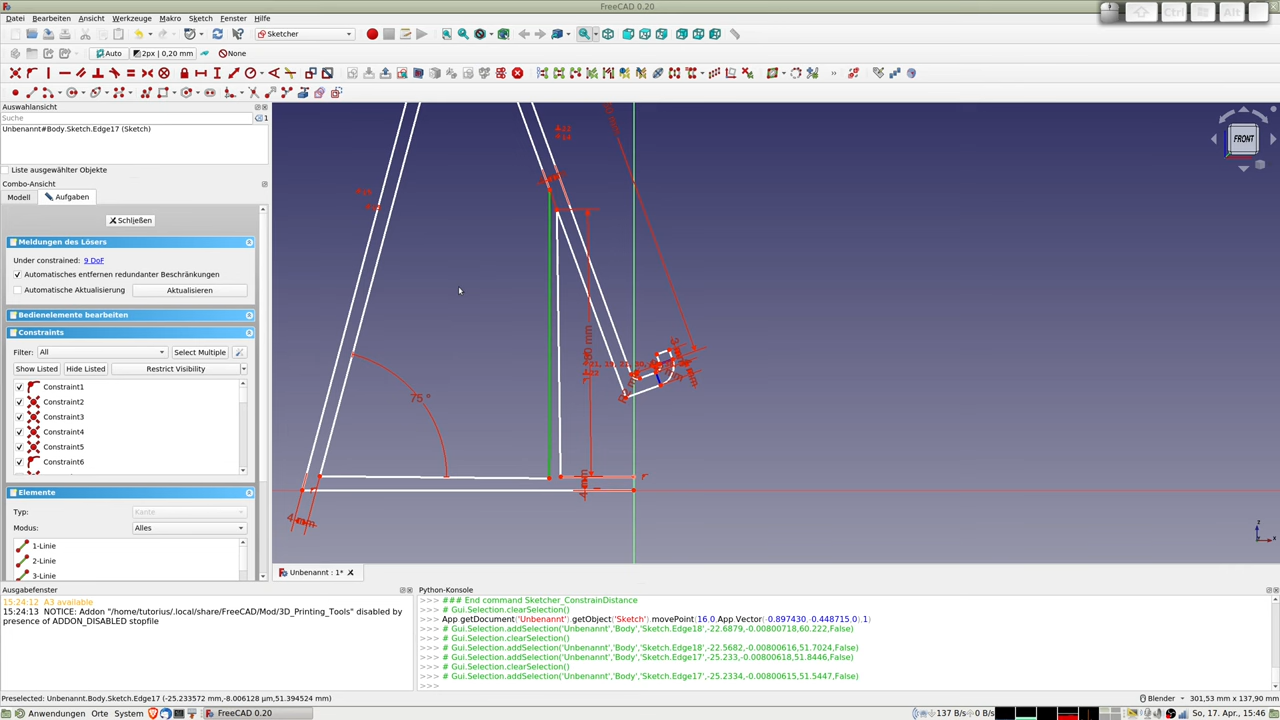 FreeCAD 0.20
Ctrl
Alt
Datei Bearbeiten Ansicht Werkzeuge Makro Sketch Fenster Hilfe
Sketcher
Auto
2px | 0,20 mm
None
Auswahlansicht
Suche
1
Unbenannt#Body.Sketch.Edge17 (Sketch)
Liste ausgewählter Objekte
Combo-Ansicht
Modell
Aufgaben
Schließen
Meldungen des Lösers
Under constrained: 9 DoF
Automatisches entfernen redundanter Beschränkungen
Automatische Aktualisierung
Aktualisieren
Bedienelemente bearbeiten
Constraints
Filter: All
Select Multiple
Show Listed
Hide Listed
Restrict Visibility
Constraint1
Constraint2
Constraint3
Constraint4
Constraint5
Constraint6
Elemente
Typ: Kante
Modus: Alles
1-Linie
2-Linie
3-Linie
75 °
FRONT
Unbenannt : 1*
Ausgabefenster
15:24:12 A3 available
15:24:13 NOTICE: Addon "/home/tutorius/.local/share/FreeCAD/Mod/3D_Printing_Tools" disabled by
presence of ADDON_DISABLED stopfile
Python-Konsole
>>> ### End command Sketcher_ConstrainDistance
>>> # Gui.Selection.clearSelection()
>>> App.getDocument('Unbenannt').getObject('Sketch').movePoint(16,0,App.Vector(-0.897430,-0.448715,0),1)
>>> # Gui.Selection.addSelection('Unbenannt','Body','Sketch.Edge18',-22.6879,-0.00800718,60.222,False)
>>> # Gui.Selection.clearSelection()
>>> # Gui.Selection.addSelection('Unbenannt','Body','Sketch.Edge18',-22.5682,-0.00800616,51.7024,False)
>>> # Gui.Selection.addSelection('Unbenannt','Body','Sketch.Edge17',-25.233,-0.00800618,51.8446,False)
>>> # Gui.Selection.clearSelection()
>>> # Gui.Selection.addSelection('Unbenannt','Body','Sketch.Edge17',-25.2334,-0.00800615,51.5447,False)
>>>
Preselected: Unbenannt.Body.Sketch.Edge17 (-25.233572 mm,-8.006128 µm,51.394524 mm)
Blender
301,53 mm x 137,90 mm
Anwendungen Orte System
FreeCAD 0.20
137 B/s
0 B/s
So, 17. Apr., 15:46